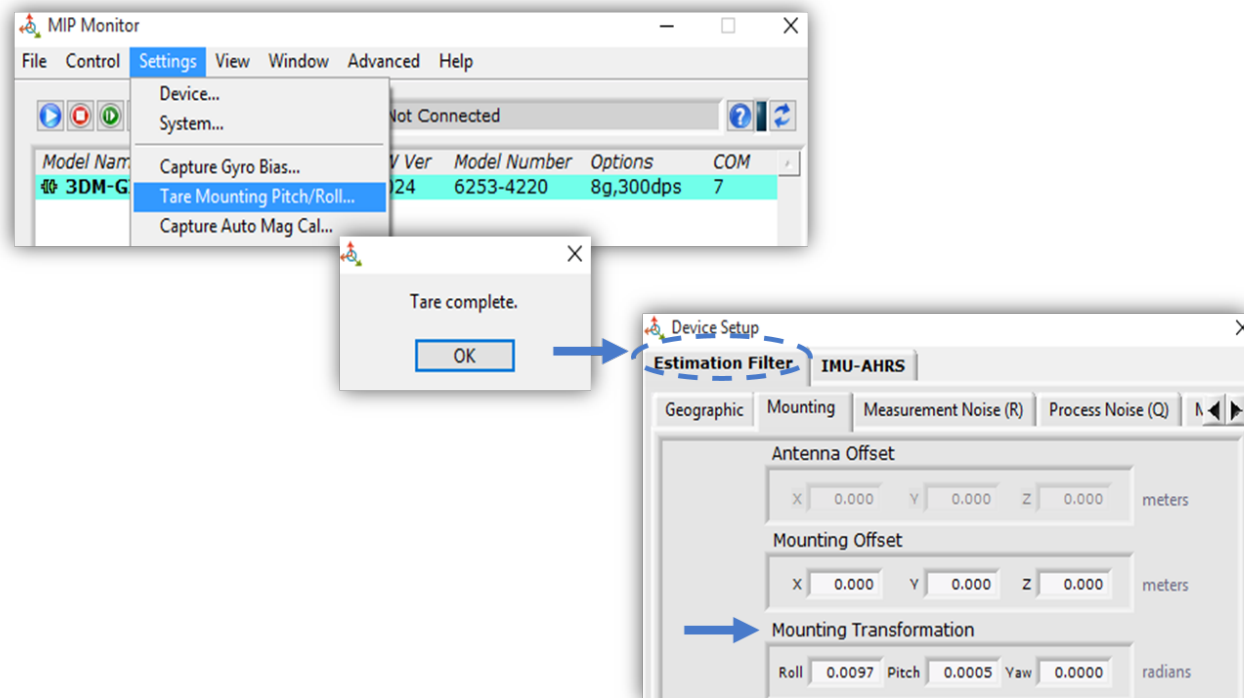 MIP Monitor
File Control Settings View Window Advanced Help
Device...
System...
Not Connected
Capture Gyro Bias...
Tare Mounting Pitch/Roll...
Capture Auto Mag Cal...
Model Nam
Ver Model Number Options COM
3DM-G
024 6253-4220 8g,300dps 7
Tare complete.
OK
Device Setup
Estimation Filter IMU-AHRS
Geographic Mounting Measurement Noise (R) Process Noise (Q)
Antenna Offset
X 0.000 Y 0.000 Z 0.000 meters
Mounting Offset
X 0.000 Y 0.000 Z 0.000 meters
Mounting Transformation
Roll 0.0097 Pitch 0.0005 Yaw 0.0000 radians